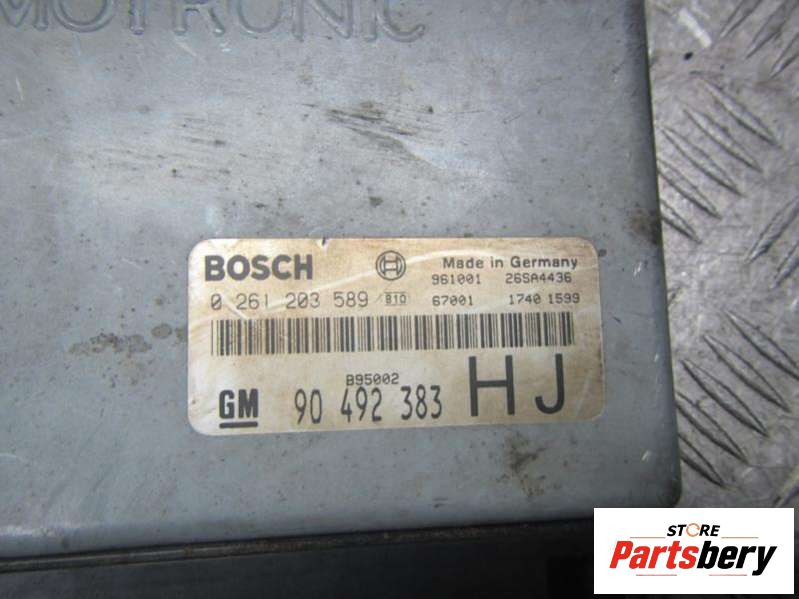 MOTRONIC
BOSCH Made in Germany
961001 26SA4436
0 261 203 589 810 67001 1740 1599
B95002
GM 90 492 383 HJ
STORE
Partsbery